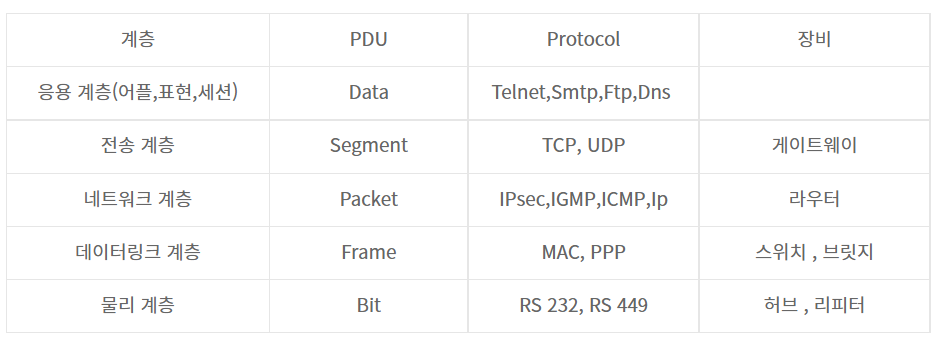 계층 PDU Protocol 장비
응용 계층(어플,표현,세션) Data Telnet,Smtp,Ftp,Dns
전송 계층 Segment TCP, UDP 게이트웨이
네트워크 계층 Packet IPsec,IGMP,ICMP,Ip 라우터
데이터링크 계층 Frame MAC, PPP 스위치 , 브릿지
물리 계층 Bit RS 232, RS 449 허브 , 리피터